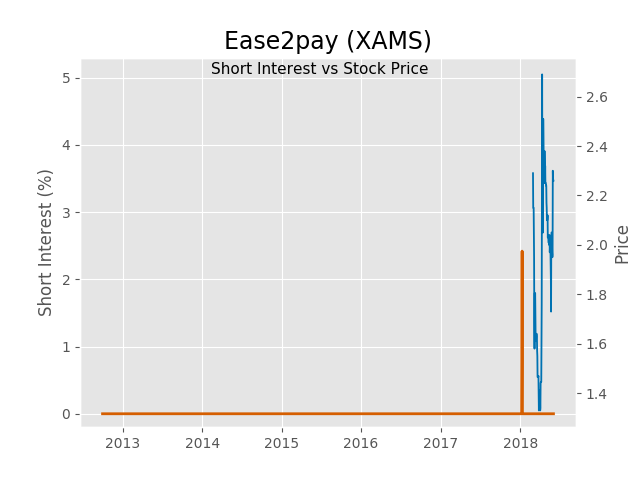 Ease2pay (XAMS)
Short Interest vs Stock Price
Short Interest (%)
5
4
3
2
1
0
2.6
2.4
2.2
2.0
1.8
1.6
1.4
Price
2013 2014 2015 2016 2017 2018